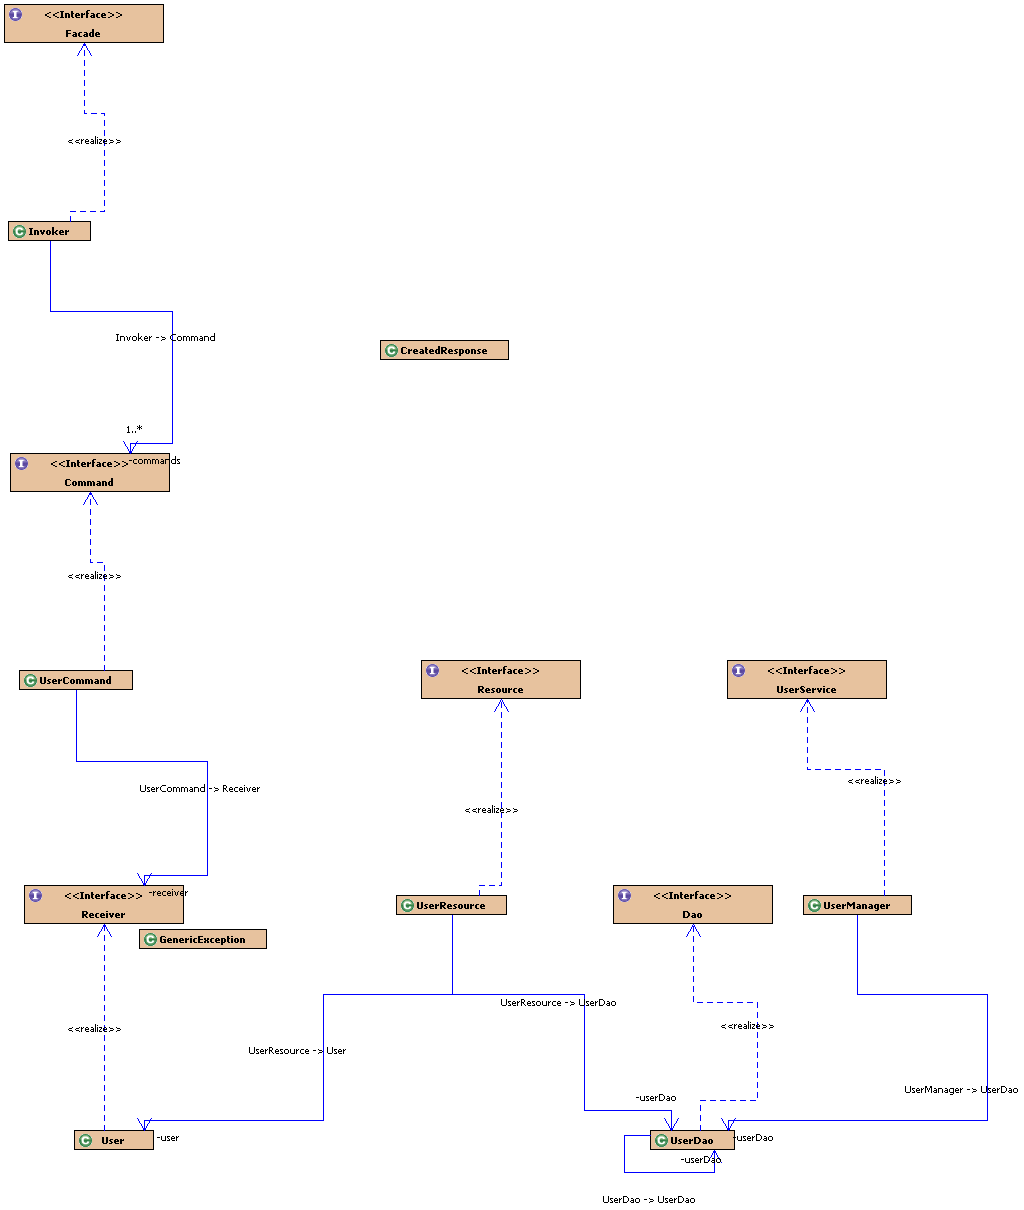 <<Interface>>
Facade
<<realize>>
Invoker
Invoker -> Command
CreatedResponse
1..*
-commands
<<Interface>>
Command
<<realize>>
UserCommand
<<Interface>>
Resource
<<Interface>>
UserService
UserCommand -> Receiver
<<realize>>
<<realize>>
-receiver
<<Interface>>
Receiver
UserResource
<<Interface>>
Dao
UserManager
GenericException
<<realize>>
UserResource -> UserDao
<<realize>>
UserResource -> User
UserManager -> UserDao
-userDao
User
-user
UserDao
-userDao
-userDao
UserDao -> UserDao